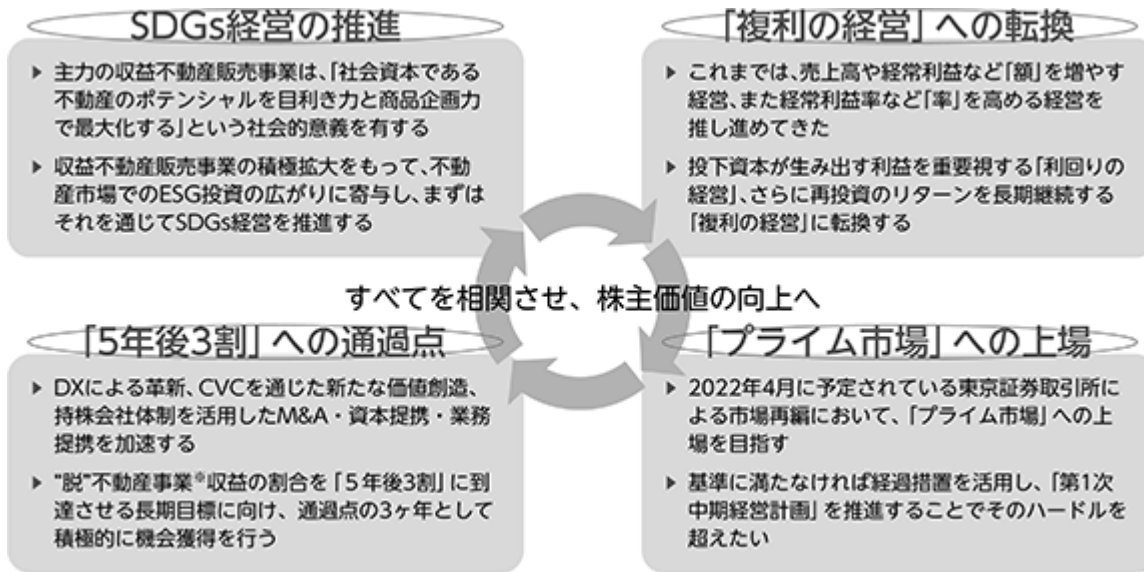 SDGs経営の推進
▶ 主力の収益不動産販売事業は、「社会資本である
不動産のポテンシャルを目利き力と商品企画力
で最大化する」という社会的意義を有する
▶ 収益不動産販売事業の積極拡大をもって、不動
産市場でのESG投資の広がりに寄与し、まずは
それを通じてSDGs経営を推進する
「複利の経営」への転換
▶ これまでは、売上高や経常利益など「額」を増やす
経営、また経常利益率など「率」を高める経営を
推し進めてきた
▶ 投下資本が生み出す利益を重要視する「利回りの
経営」、さらに再投資のリターンを長期継続する
「複利の経営」に転換する
すべてを相関させ、株主価値の向上へ
「5年後3割」への通過点
▶ DXによる革新、CVCを通じた新たな価値創造、
持株会社体制を活用したM&A・資本提携・業務
提携を加速する
▶ "脱"不動産事業※収益の割合を「5年後3割」に到
達させる長期目標に向け、通過点の3ヶ年として
積極的に機会獲得を行う
「プライム市場」への上場
▶ 2022年4月に予定されている東京証券取引所に
よる市場再編において、「プライム市場」への上
場を目指す
▶ 基準に満たなければ経過措置を活用し、「第1次
中期経営計画」を推進することでそのハードルを
超えたい